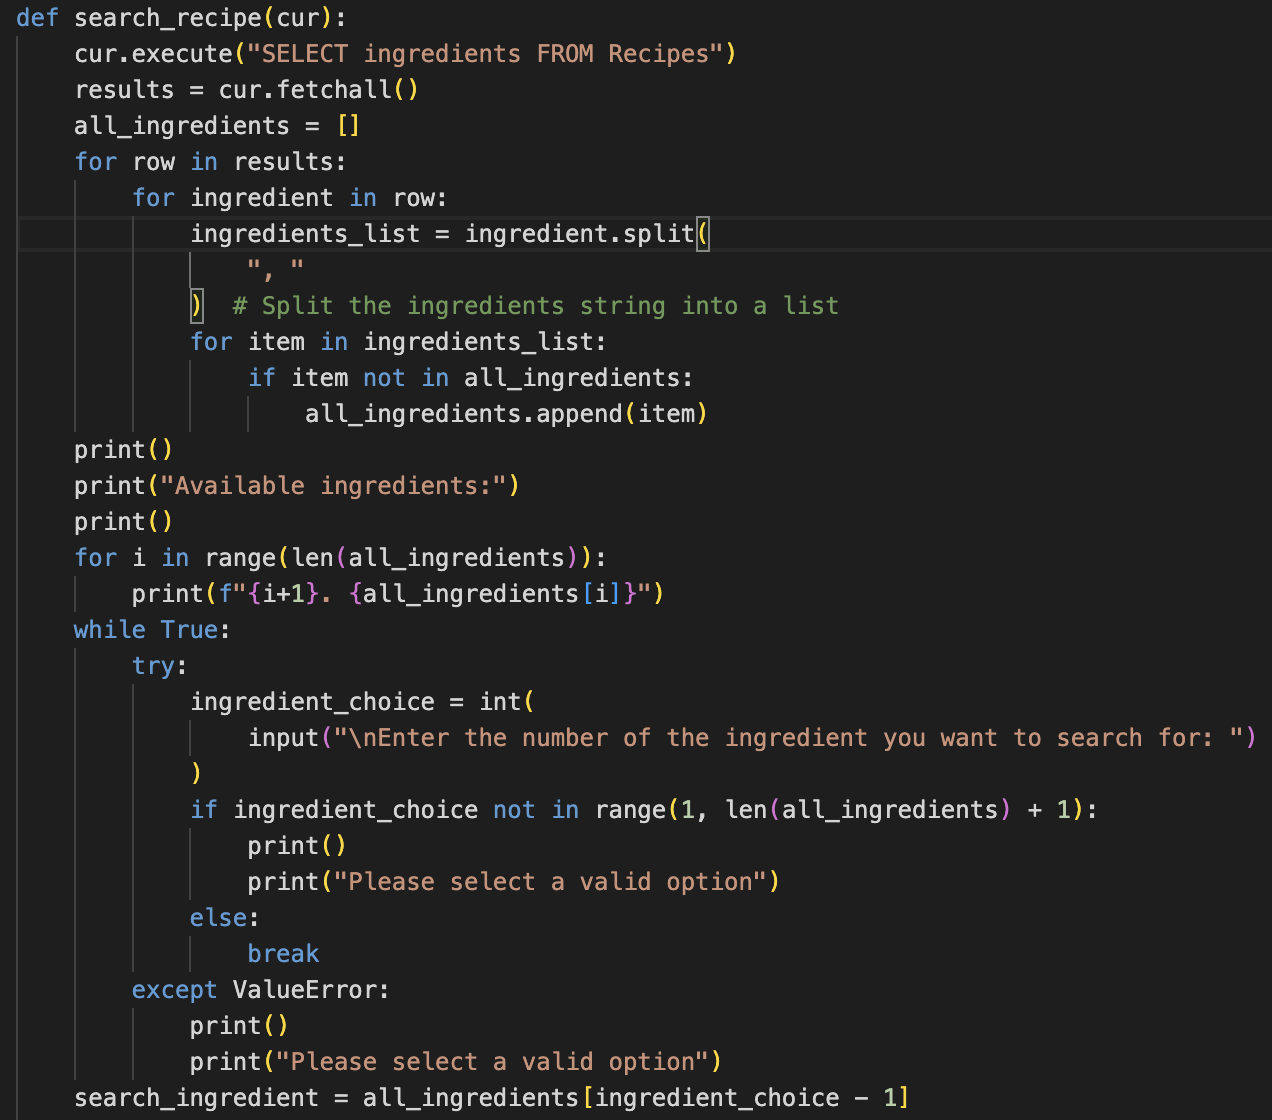 def search_recipe(cur):
    cur.execute("SELECT ingredients FROM Recipes")
    results = cur.fetchall()
    all_ingredients = []
    for row in results:
        for ingredient in row:
            ingredients_list = ingredient.split(
                ", "
            )  # Split the ingredients string into a list
            for item in ingredients_list:
                if item not in all_ingredients:
                    all_ingredients.append(item)
    print()
    print("Available ingredients:")
    print()
    for i in range(len(all_ingredients)):
        print(f"{i+1}. {all_ingredients[i]}")
    while True:
        try:
            ingredient_choice = int(
                input("\nEnter the number of the ingredient you want to search for: ")
            )
            if ingredient_choice not in range(1, len(all_ingredients) + 1):
                print()
                print("Please select a valid option")
            else:
                break
        except ValueError:
            print()
            print("Please select a valid option")
    search_ingredient = all_ingredients[ingredient_choice - 1]